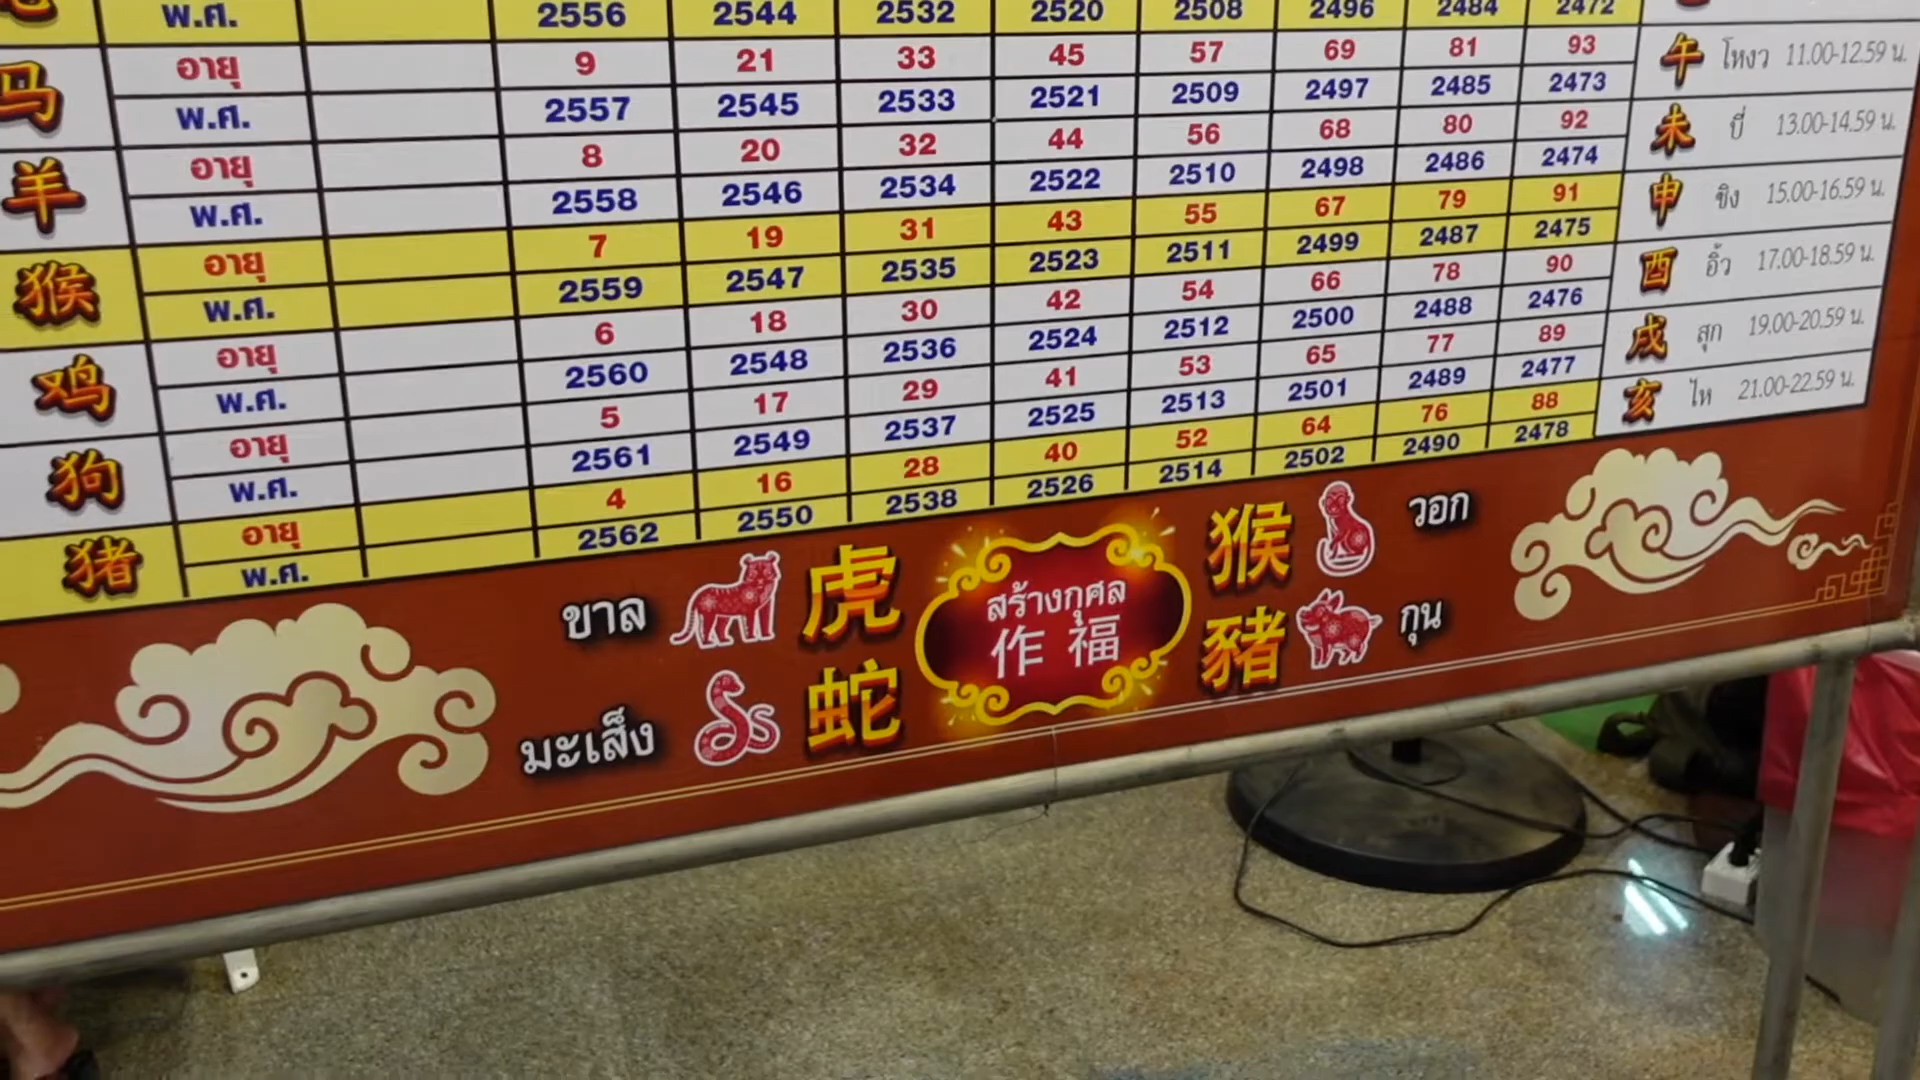 พ.ศ. 2556 2544 2532 2520 2508 2496 2484 2472
马 อายุ 9 21 33 45 57 69 81 93
พ.ศ. 2557 2545 2533 2521 2509 2497 2485 2473
羊 อายุ 8 20 32 44 56 68 80 92
พ.ศ. 2558 2546 2534 2522 2510 2498 2486 2474
猴 อายุ 7 19 31 43 55 67 79 91
พ.ศ. 2559 2547 2535 2523 2511 2499 2487 2475
鸡 อายุ 6 18 30 42 54 66 78 90
พ.ศ. 2560 2548 2536 2524 2512 2500 2488 2476
狗 อายุ 5 17 29 41 53 65 77 89
พ.ศ. 2561 2549 2537 2525 2513 2501 2489 2477
猪 อายุ 4 16 28 40 52 64 76 88
พ.ศ. 2562 2550 2538 2526 2514 2502 2490 2478
午 โหงว 11.00-12.59 น.
未 บี่ 13.00-14.59 น.
申 ซิง 15.00-16.59 น.
酉 อิ้ว 17.00-18.59 น.
戌 สุก 19.00-20.59 น.
亥 ไห 21.00-22.59 น.
ขาล 虎
มะเส็ง 蛇
สร้างกุศล
作福
猴 วอก
豬 กุน